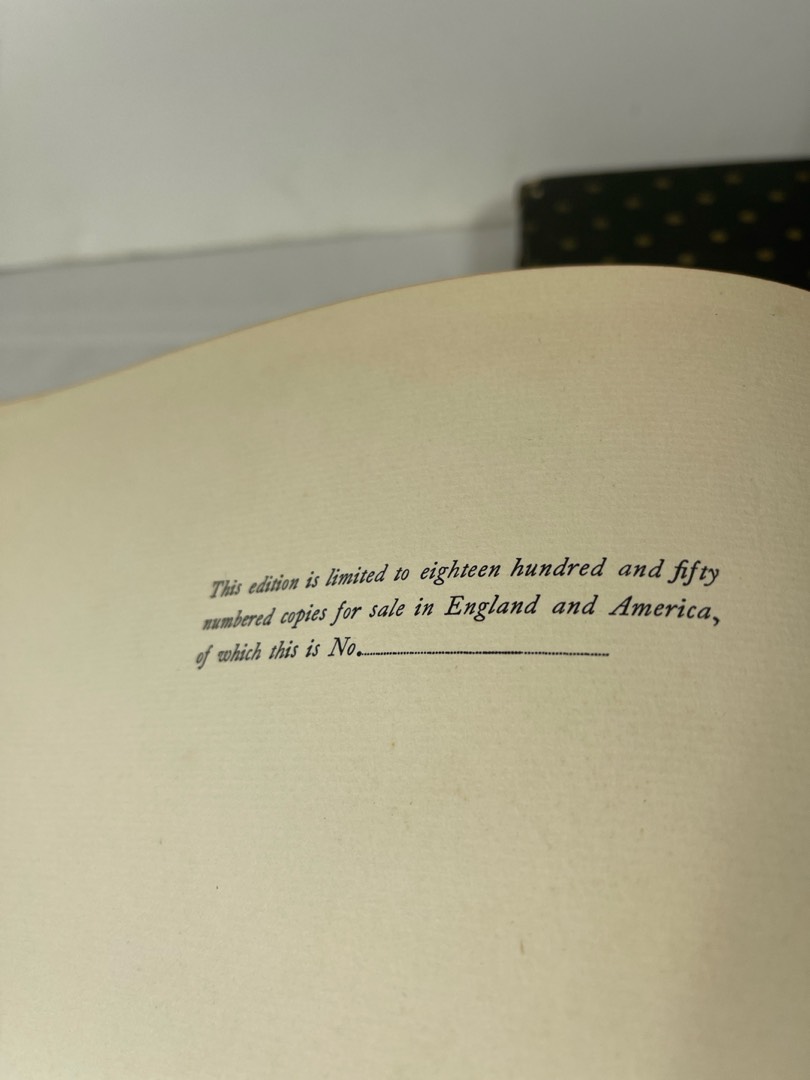 This edition is limited to eighteen hundred and fifty
numbered copies for sale in England and America,
of which this is No.